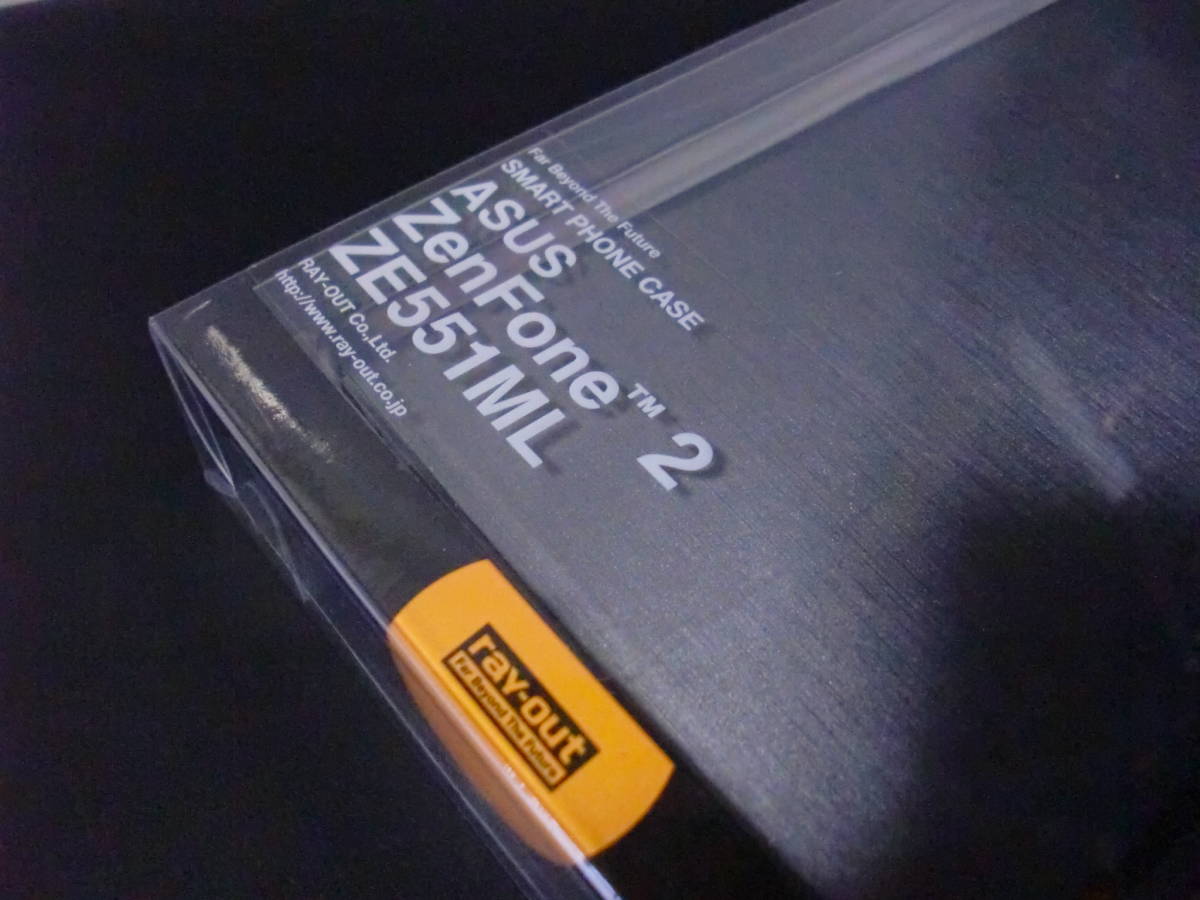 Far Beyond The Future
SMART PHONE CASE
ASUS
ZenFone™ 2
ZE551ML
RAY-OUT Co.,Ltd.
http://www.ray-out.co.jp
ray-out
Far Beyond The Future